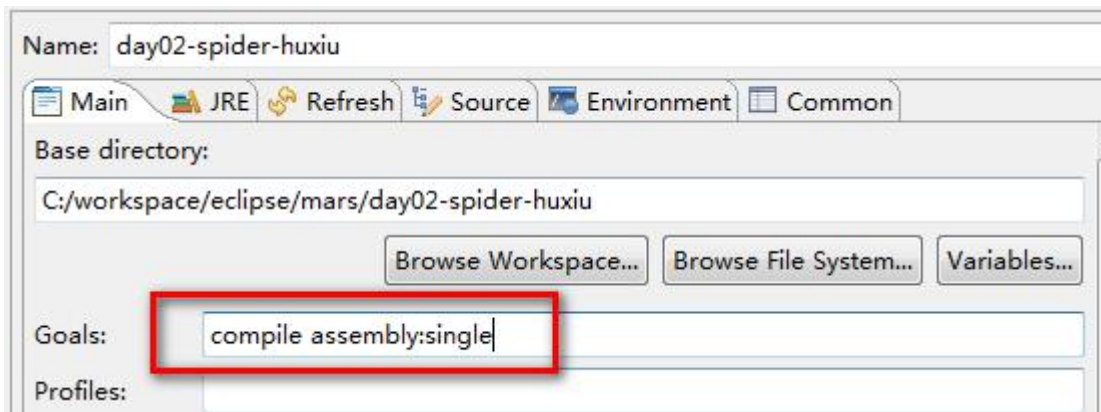 Name: day02-spider-huxiu
Main JRE Refresh Source Environment Common
Base directory:
C:/workspace/eclipse/mars/day02-spider-huxiu
Browse Workspace... Browse File System... Variables...
Goals: compile assembly:single
Profiles: